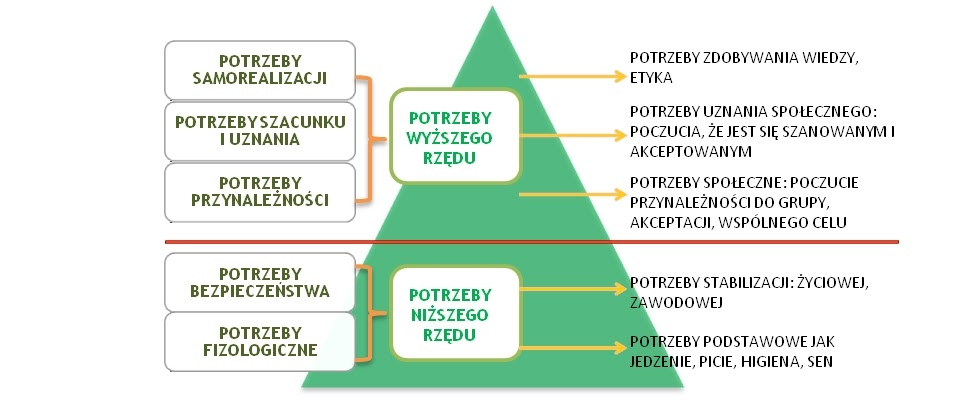 POTRZEBY
SAMOREALIZACJI
POTRZEBY SZACUNKU
I UZNANIA
POTRZEBY
PRZYNALEŻNOŚCI
POTRZEBY
WYŻSZEGO
RZĘDU
POTRZEBY ZDOBYWANIA WIEDZY,
ETYKA
POTRZEBY UZNANIA SPOŁECZNEGO:
POCZUCIA, ŻE JEST SIĘ SZANOWANYM I
AKCEPTOWANYM
POTRZEBY SPOŁECZNE: POCZUCIE
PRZYNALEŻNOŚCI DO GRUPY,
AKCEPTACJI, WSPÓLNEGO CELU
POTRZEBY
BEZPIECZEŃSTWA
POTRZEBY
FIZOLOGICZNE
POTRZEBY
NIŻSZEGO
RZĘDU
POTRZEBY STABILIZACJI: ŻYCIOWEJ,
ZAWODOWEJ
POTRZEBY PODSTAWOWE JAK
JEDZENIE, PICIE, HIGIENA, SEN